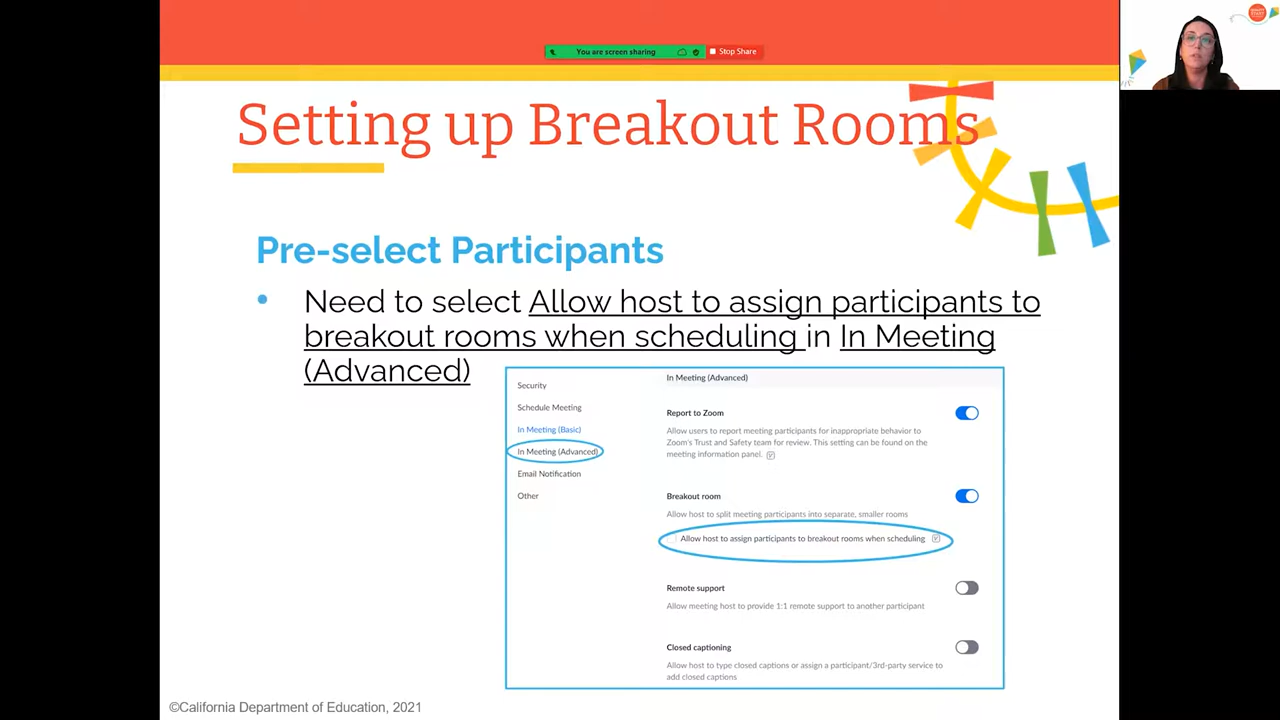 You are screen sharing
Stop Share
Setting up Breakout Rooms
Pre-select Participants
• Need to select Allow host to assign participants to
breakout rooms when scheduling in In Meeting
(Advanced)
Security
Schedule Meeting
In Meeting (Basic)
In Meeting (Advanced)
Email Notification
Other
In Meeting (Advanced)
Report to Zoom
Allow users to report meeting participants for inappropriate behavior to
Zoom's Trust and Safety team for review. This setting can be found on the
meeting information panel.
Breakout room
Allow host to split meeting participants into separate, smaller rooms
Allow host to assign participants to breakout rooms when scheduling
Remote support
Allow meeting host to provide 1:1 remote support to another participant
Closed captioning
Allow host to type closed captions or assign a participant/3rd-party service to
add closed captions
©California Department of Education, 2021